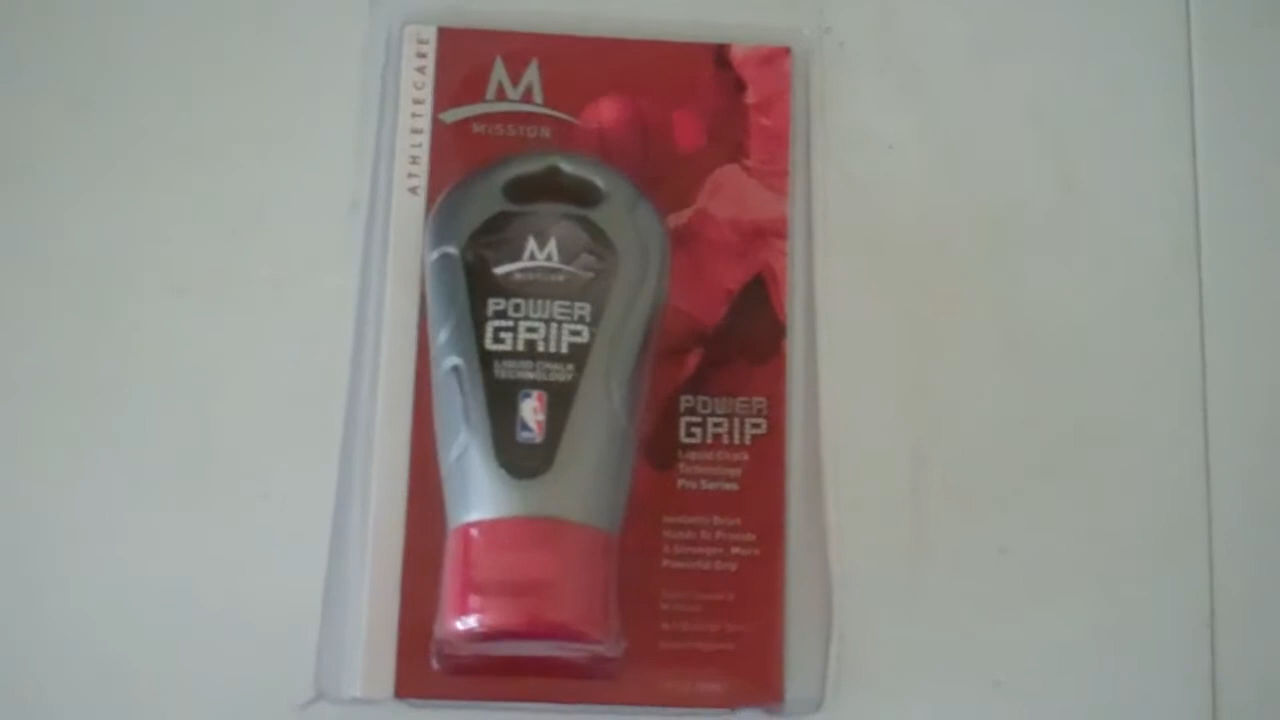 ATHLETECARE
M
MISSION
M
MISSION
POWER
GRIP
LIQUID CHALK
TECHNOLOGY
POWER
GRIP
Liquid Chalk
Technology
Pro Series
Instantly Dries
Hands To Provide
A Stronger, More
Powerful Grip